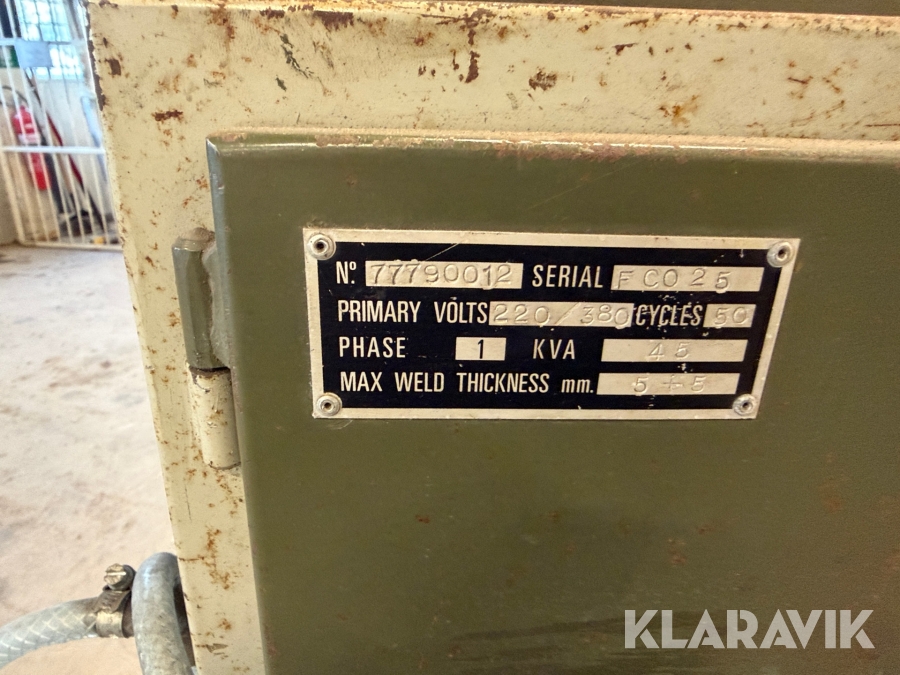 Nº. 77790012 SERIAL FC025
PRIMARY VOLTS 220/380 CYCLES 50
PHASE 1 KVA 45
MAX WELD THICKNESS mm. 5+5
KLARAVIK